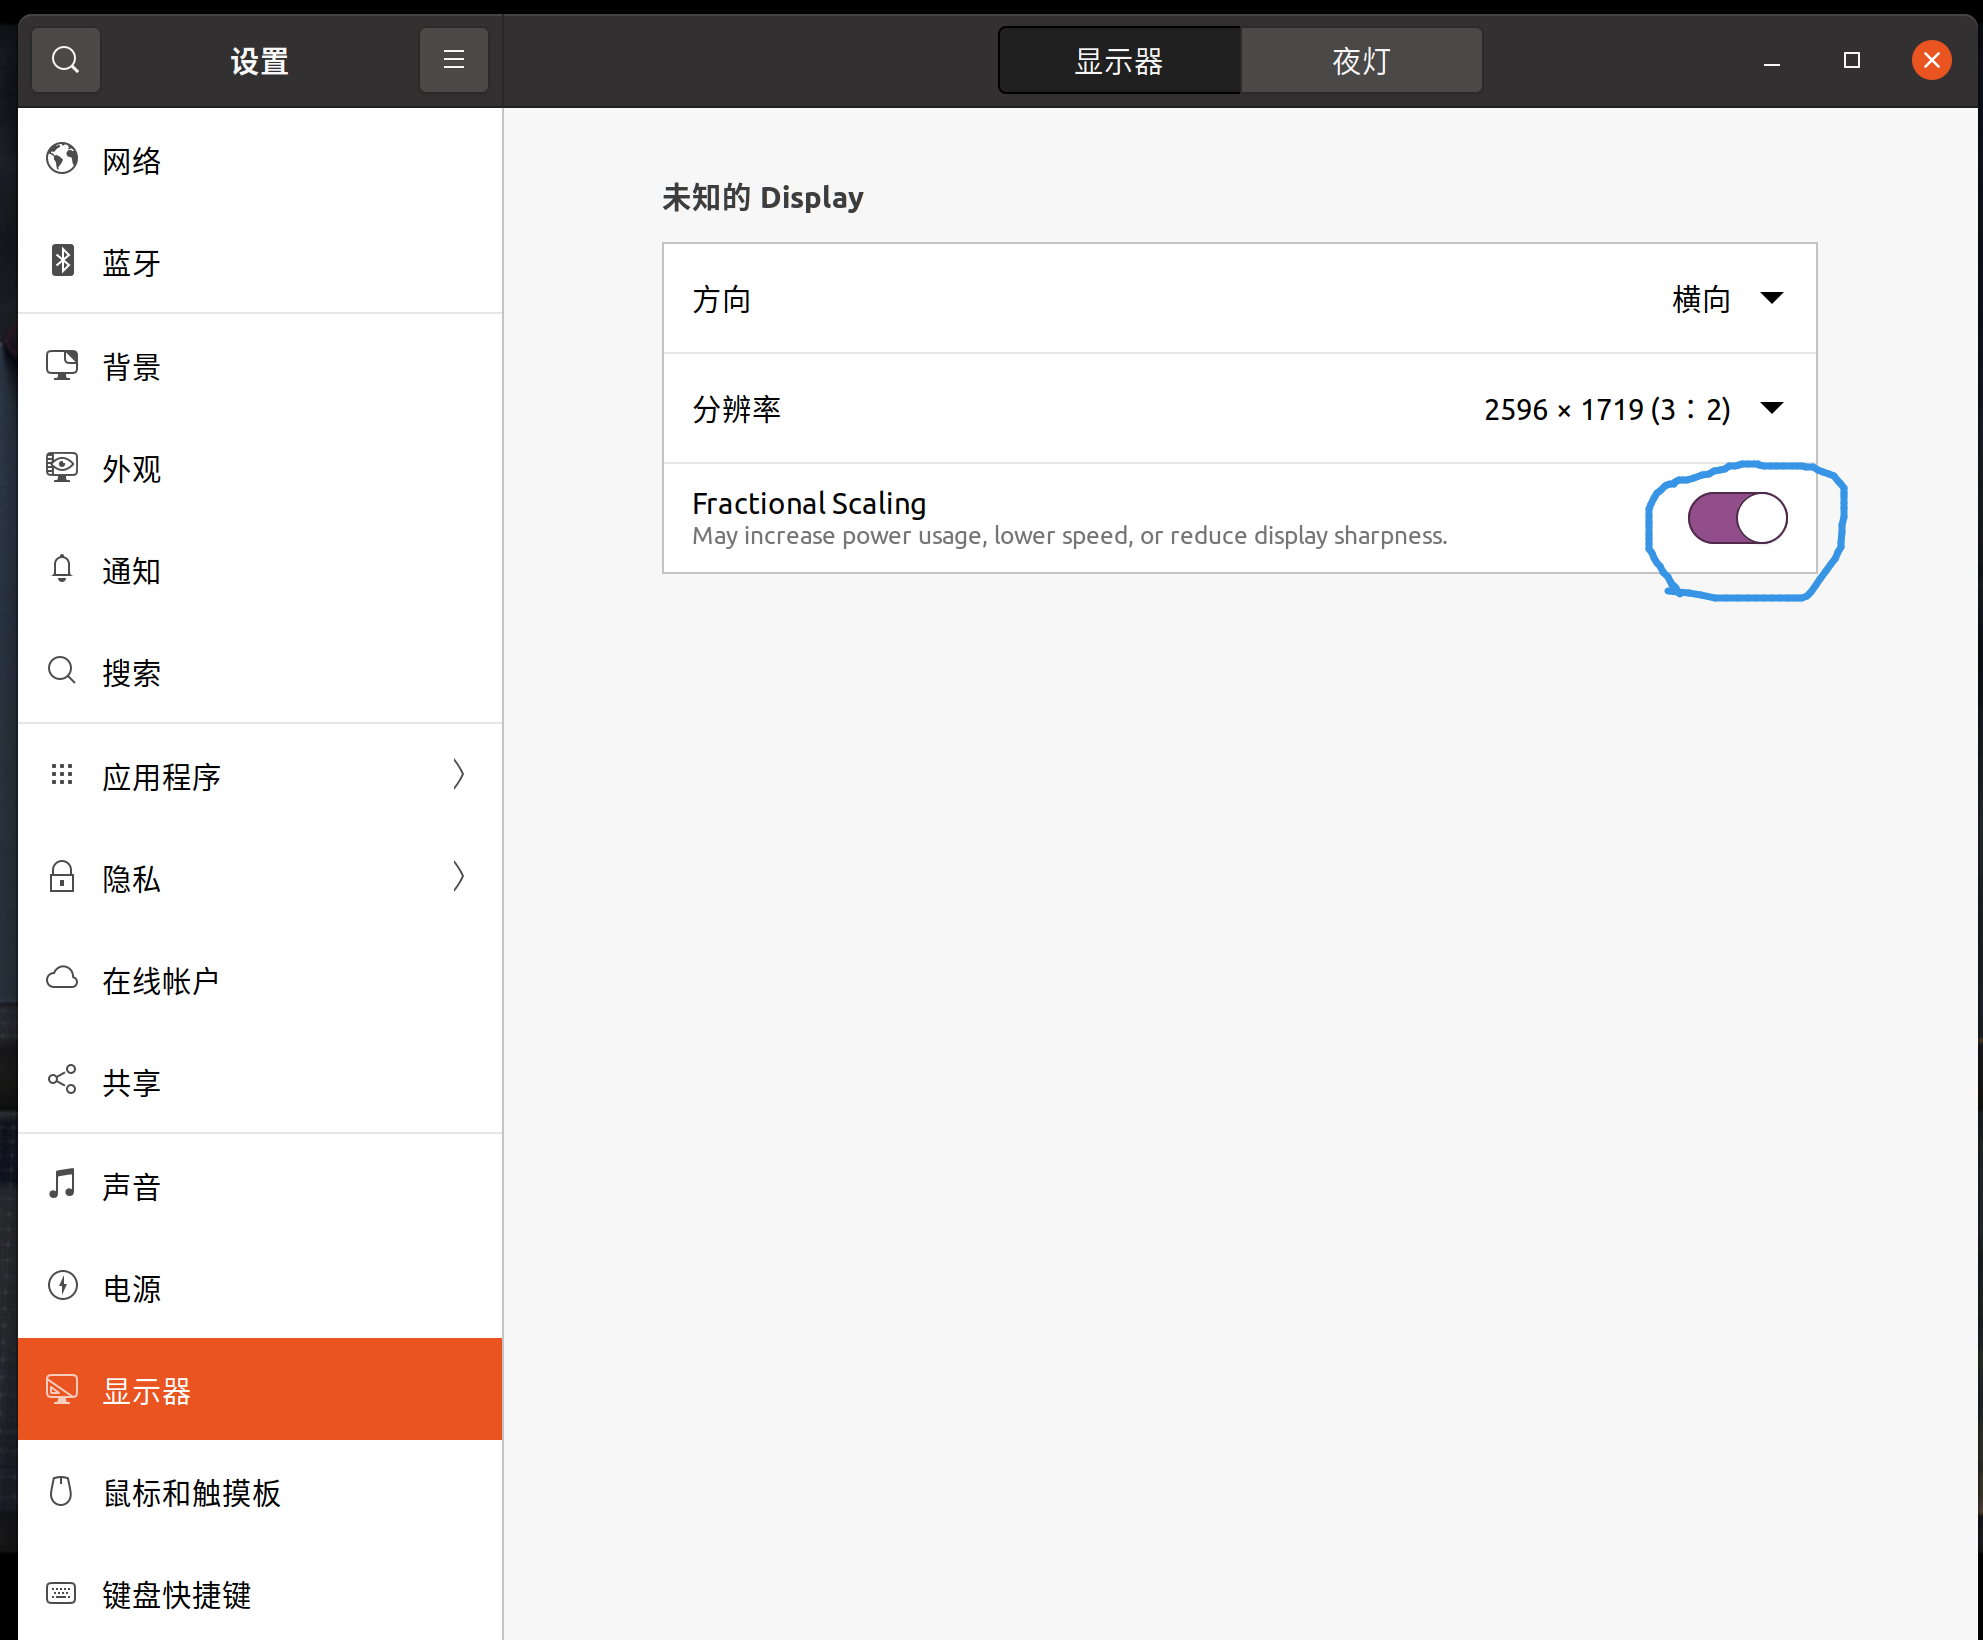 设置
显示器
夜灯
网络
蓝牙
背景
外观
通知
搜索
应用程序
隐私
在线帐户
共享
声音
电源
显示器
鼠标和触摸板
键盘快捷键
未知的 Display
方向 横向
分辨率 2596 × 1719 (3∶2)
Fractional Scaling
May increase power usage, lower speed, or reduce display sharpness.